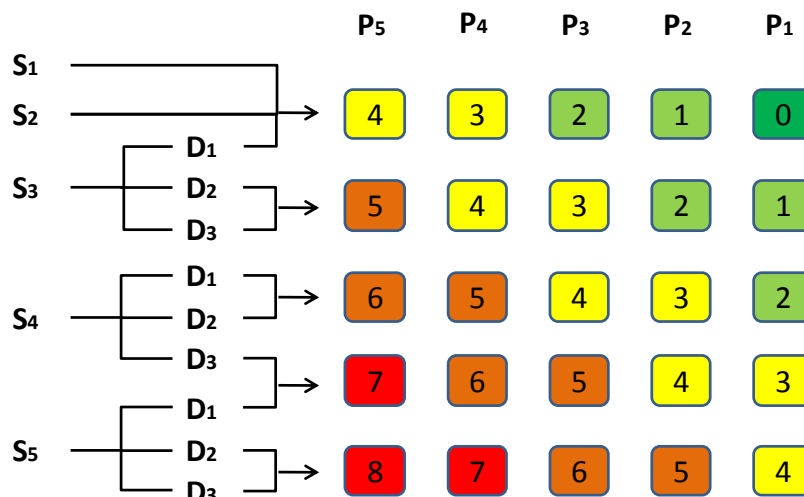 P5 P4 P3 P2 P1
S1
S2
4 3 2 1 0
D1
S3 D2
5 4 3 2 1
D3
D1
6 5 4 3 2
S4 D2
D3
7 6 5 4 3
D1
S5 D2
8 7 6 5 4
D3